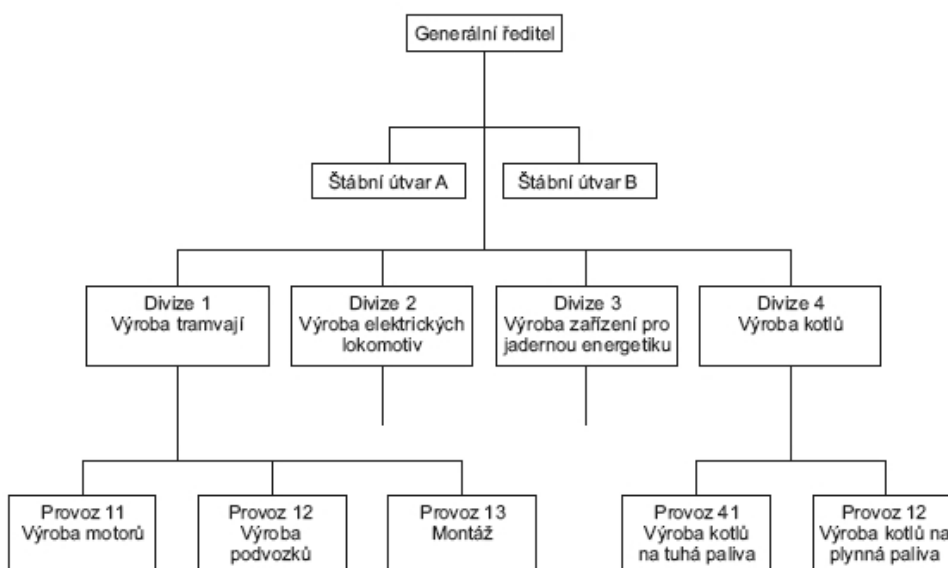 Generální ředitel
Štábní útvar A
Štábní útvar B
Divize 1
Výroba tramvají
Divize 2
Výroba elektrických
lokomotiv
Divize 3
Výroba zařízení pro
jadernou energetiku
Divize 4
Výroba kotlů
Provoz 11
Výroba motorů
Provoz 12
Výroba
podvozků
Provoz 13
Montáž
Provoz 41
Výroba kotlů
na tuhá paliva
Provoz 12
Výroba kotlů na
plynná paliva